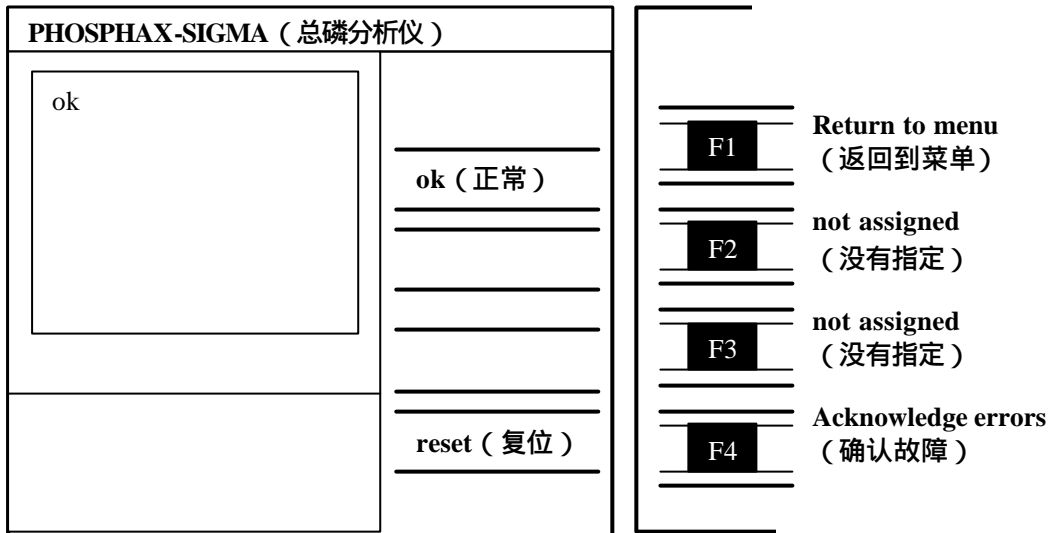 PHOSPHAX-SIGMA（总磷分析仪）
ok
ok（正常）
reset（复位）
F1
Return to menu
（返回到菜单）
F2
not assigned
（没有指定）
F3
not assigned
（没有指定）
F4
Acknowledge errors
（确认故障）